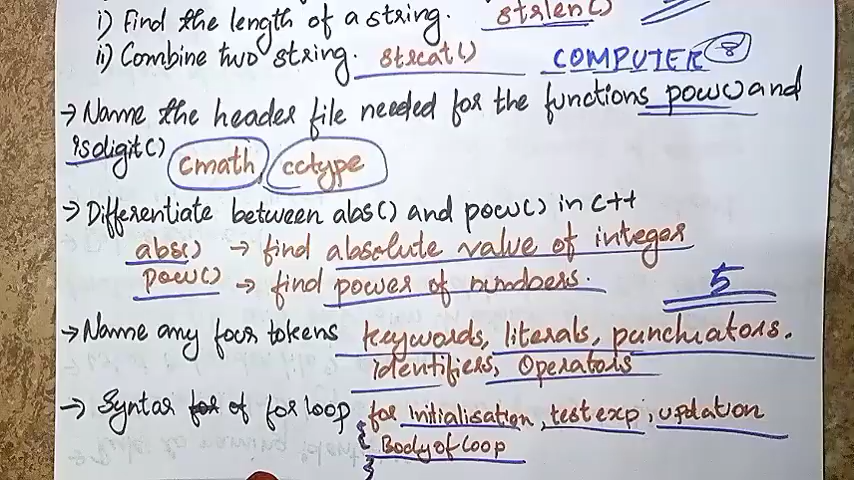 i) Find the length of a string. strlen()
ii) Combine two string. strcat() COMPUTER 8
→ Name the header file needed for the functions pow() and
isdigit() cmath, cctype
→ Differentiate between abs() and pow() in C++
abs() → find absolute value of integer
pow() → find power of numbers.
5
→ Name any four tokens keywords, literals, punctuators.
identifiers, Operators
→ Syntax of for loop for initialisation, test exp, updation
{ Body of loop
}